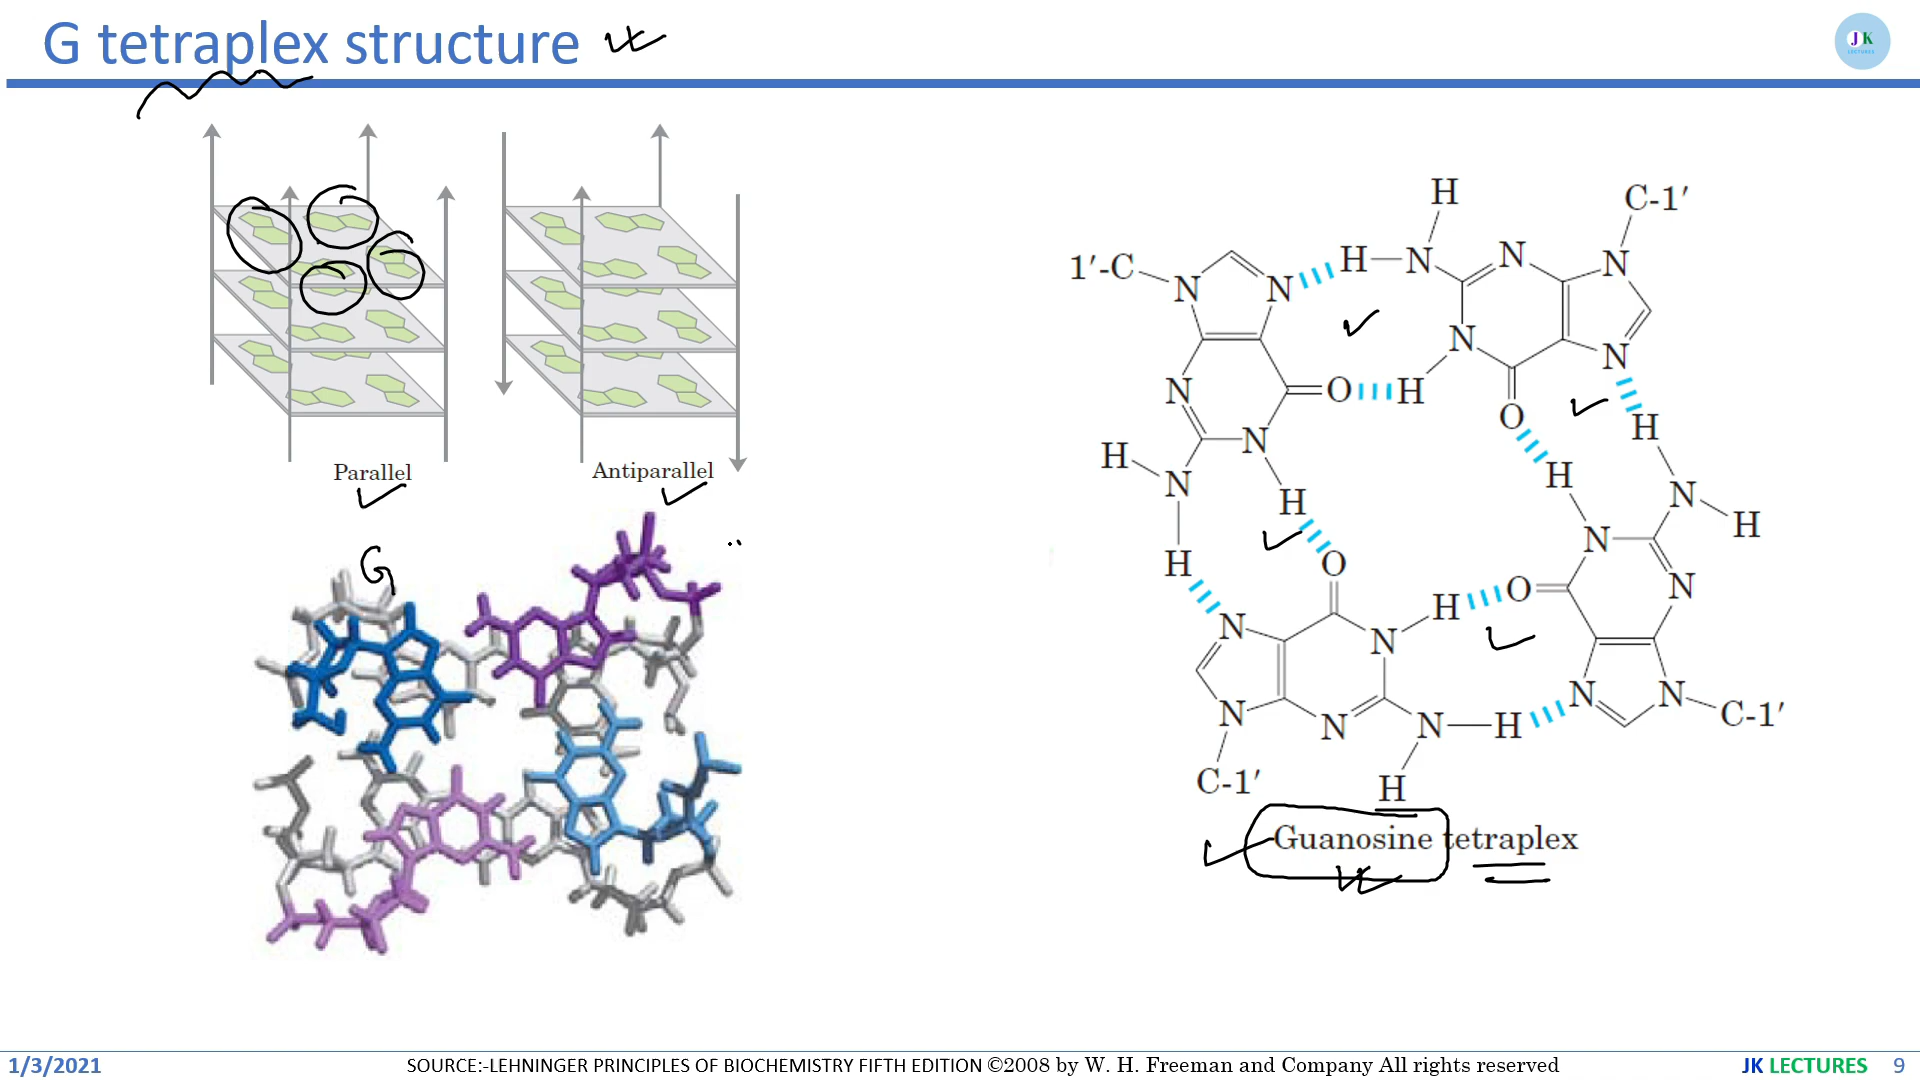 G tetraplex structure
J K
LECTURES
Parallel
Antiparallel
G
H
C-1′
1′-C
N
N
H
N
N
N
N
N
N
O
H
N
O
N
H
H
H
N
H
N
H
N
H
H
O
N
O
N
H
N
N
N
N
N
H
N
N
C-1′
C-1′
H
Guanosine tetraplex
1/3/2021
SOURCE:-LEHNINGER PRINCIPLES OF BIOCHEMISTRY FIFTH EDITION ©2008 by W. H. Freeman and Company All rights reserved
JK LECTURES
9